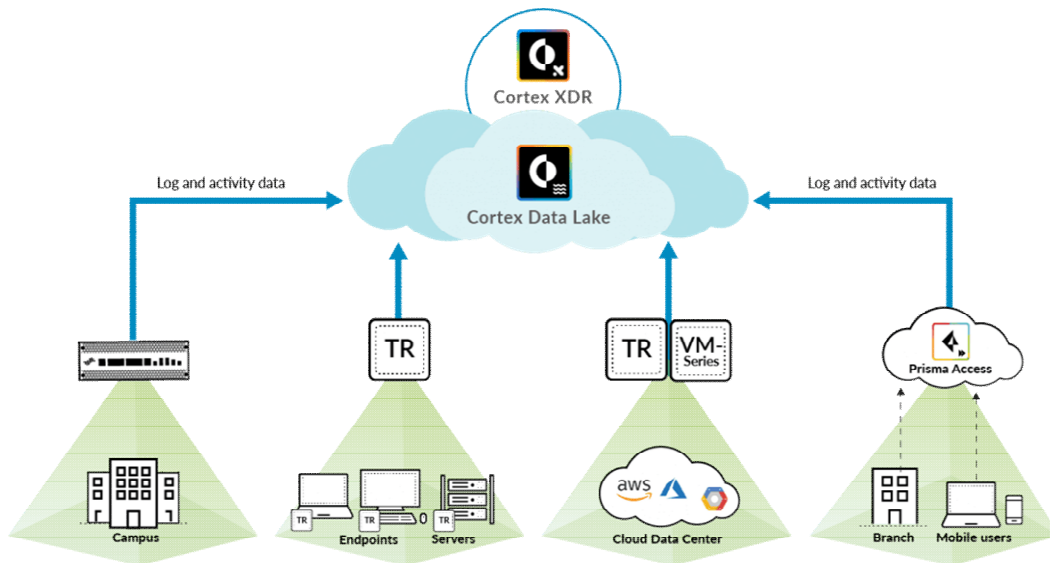 Cortex XDR
Cortex Data Lake
Log and activity data
Log and activity data
TR
TR
VM-
Series
Prisma Access
aws
TR
TR
TR
Campus
Endpoints
Servers
Cloud Data Center
Branch
Mobile users